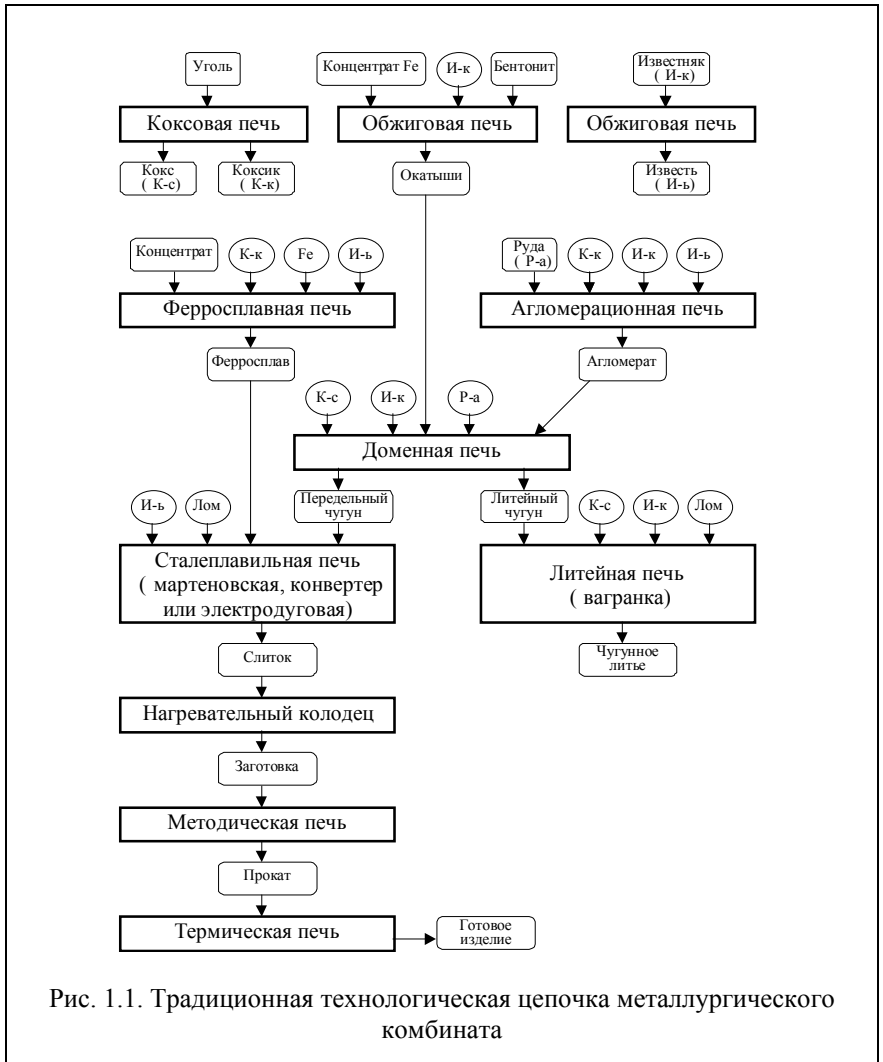 Уголь
Концентрат Fe
И-к
Бентонит
Известняк
( И-к)
Коксовая печь
Обжиговая печь
Обжиговая печь
Кокс
( К-с)
Коксик
( К-к)
Окатыши
Известь
( И-ь)
Концентрат
К-к
Fe
И-ь
Руда
( Р-а)
К-к
И-к
И-ь
Ферросплавная печь
Агломерационная печь
Ферросплав
Агломерат
К-с
И-к
Р-а
Доменная печь
Передельный
чугун
Литейный
чугун
И-ь
Лом
К-с
И-к
Лом
Сталеплавильная печь
( мартеновская, конвертер
или электродуговая)
Литейная печь
( вагранка)
Слиток
Чугунное
литье
Нагревательный колодец
Заготовка
Методическая печь
Прокат
Термическая печь
Готовое
изделие
Рис. 1.1. Традиционная технологическая цепочка металлургического
комбината